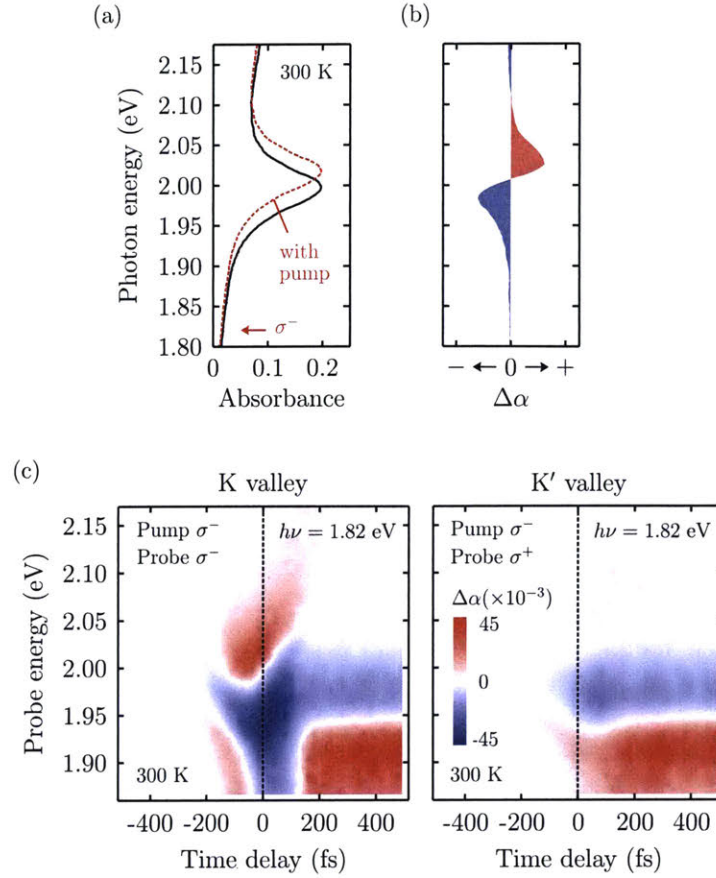 (a)
(b)
2.15
2.10
2.05
2.00
1.95
1.90
1.85
1.80
Photon energy (eV)
300 K
with
pump
σ⁻
0
0.1
0.2
Absorbance
− ← 0 → +
Δα
(c)
K valley
K′ valley
Pump σ⁻
Probe σ⁻
hν = 1.82 eV
Pump σ⁻
Probe σ⁺
hν = 1.82 eV
Δα(×10⁻³)
45
0
-45
2.15
2.10
2.05
2.00
1.95
1.90
Probe energy (eV)
300 K
300 K
-400 -200 0 200 400
Time delay (fs)
-400 -200 0 200 400
Time delay (fs)